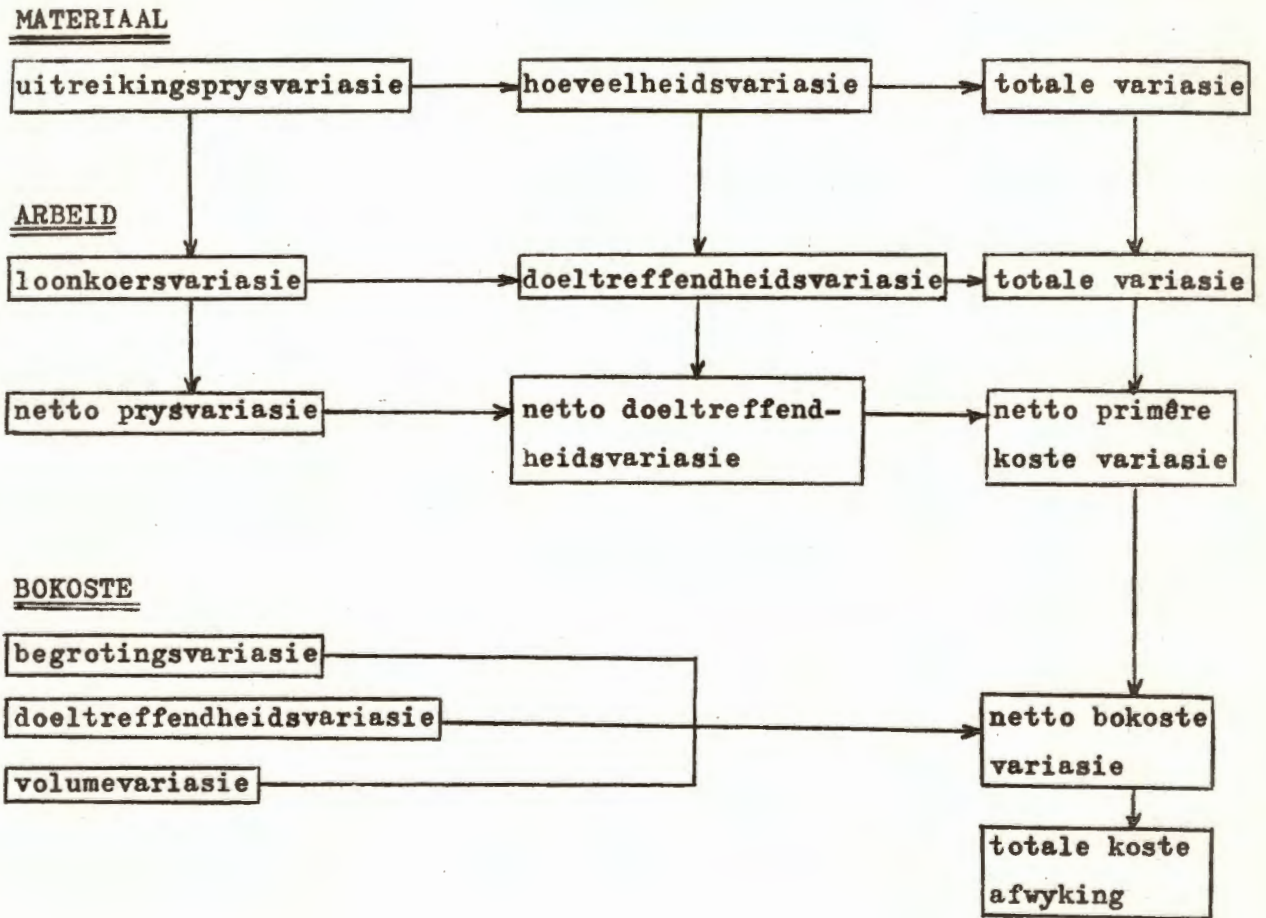 MATERIAAL
uitreikingsprysvariasie
hoeveelheidsvariasie
totale variasie
ARBEID
loonkoersvariasie
doeltreffendheidsvariasie
totale variasie
netto prysvariasie
netto doeltreffend-
heidsvariasie
netto primêre
koste variasie
BOKOSTE
begrotingsvariasie
doeltreffendheidsvariasie
volumevariasie
netto bokoste
variasie
totale koste
afwyking